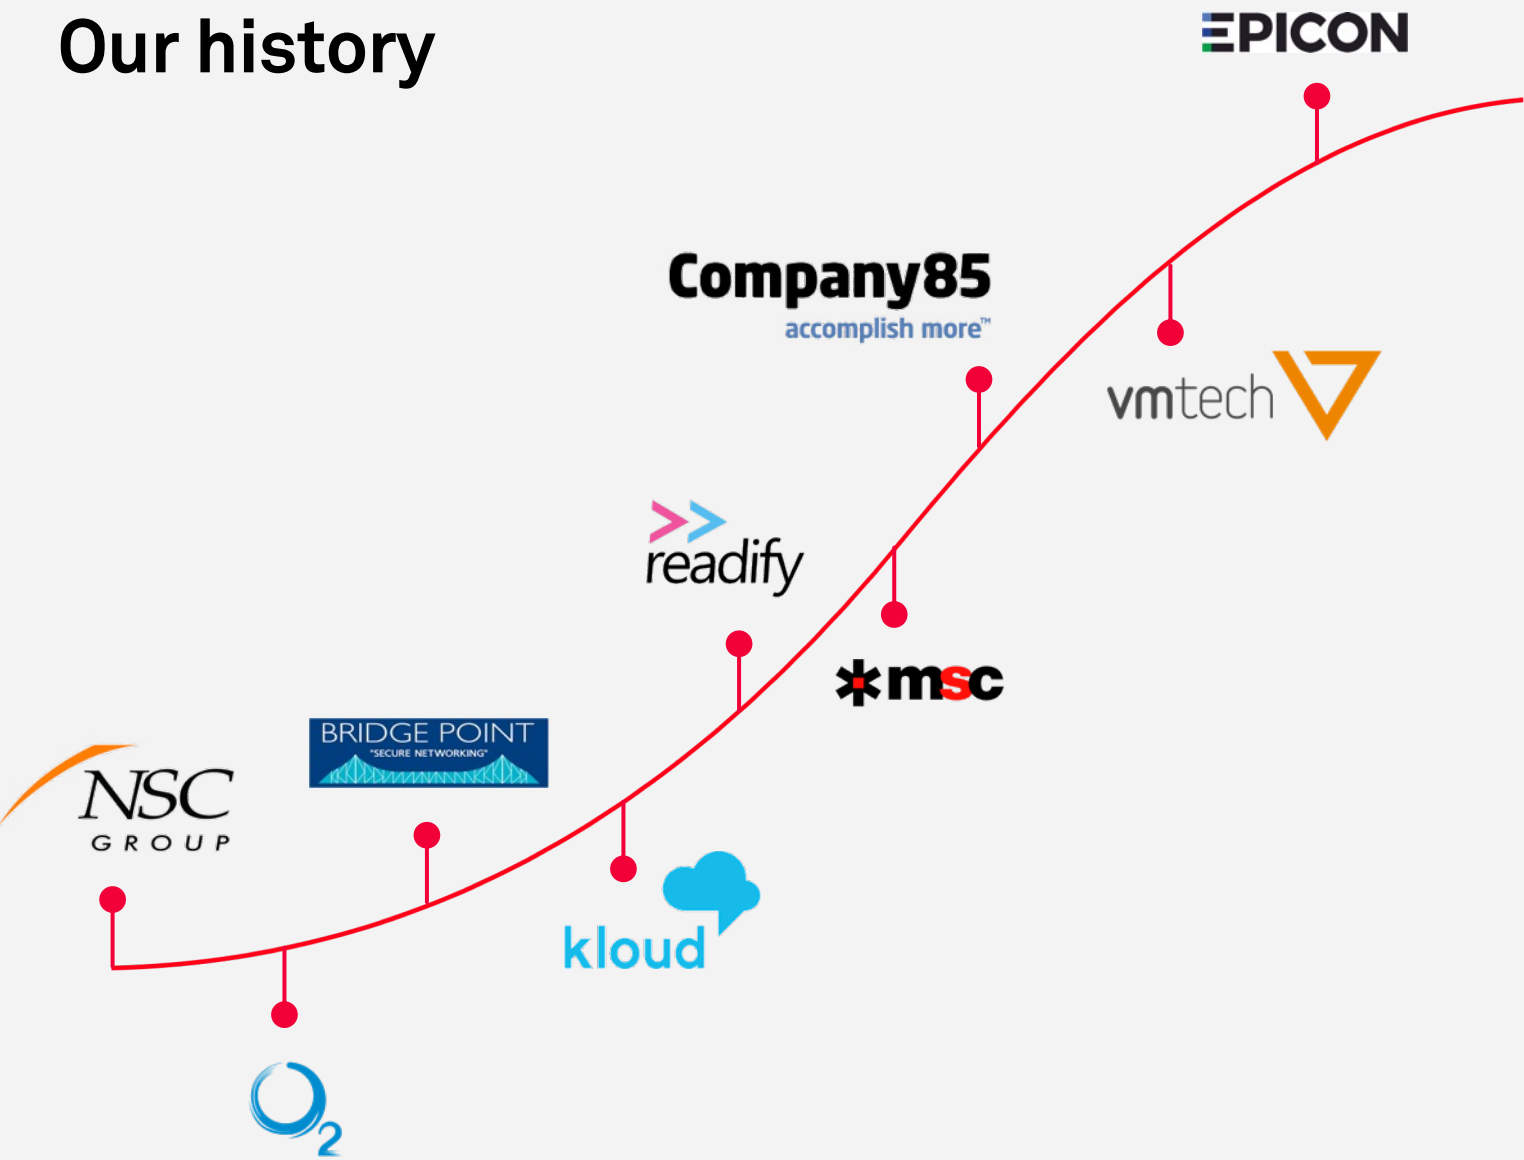 Our history
EPICON
Company85
accomplish more™
vmtech
readify
msc
BRIDGE POINT
"SECURE NETWORKING"
NSC
GROUP
kloud
O2